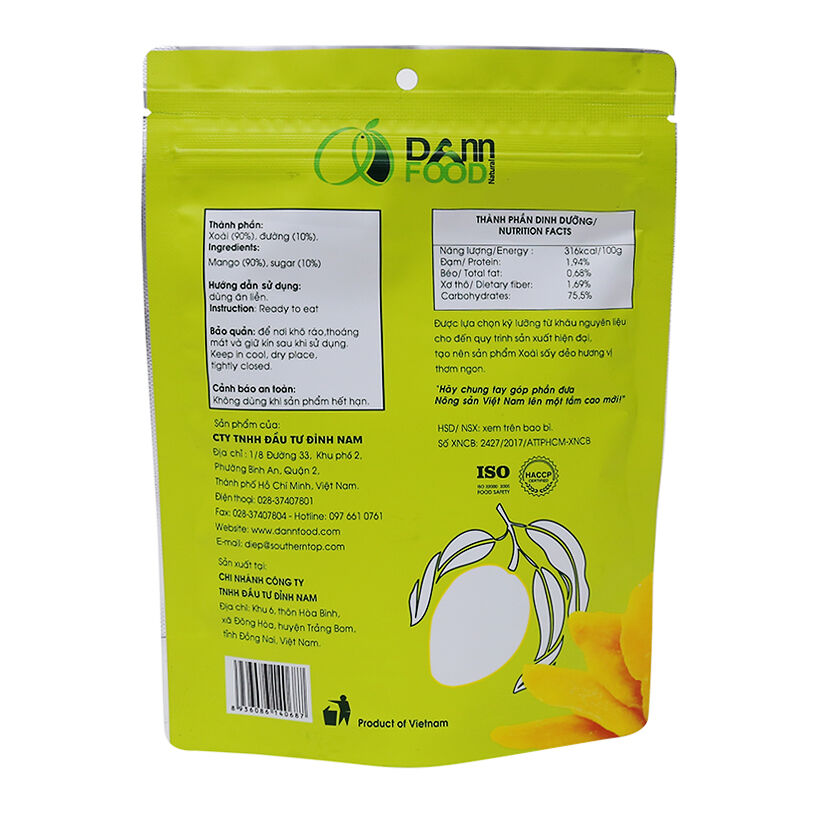 Dann
FOOD
Natural
Thành phần:
Xoài (90%), đường (10%).
Ingredients:
Mango (90%), sugar (10%)
Hướng dẫn sử dụng:
dùng ăn liền.
Instruction: Ready to eat
Bảo quản: để nơi khô ráo,thoáng
mát và giữ kín sau khi sử dụng.
Keep in cool, dry place,
tightly closed.
Cảnh báo an toàn:
Không dùng khi sản phẩm hết hạn.
Sản phẩm của:
CTY TNHH ĐẦU TƯ ĐỈNH NAM
Địa chỉ : 1/8 Đường 33, Khu phố 2,
Phường Bình An, Quận 2,
Thành phố Hồ Chí Minh, Việt Nam.
Điện thoại: 028-37407801
Fax: 028-37407804 - Hotline: 097 661 0761
Website: www.dannfood.com
E-mail: diep@southerntop.com
Sản xuất tại:
CHI NHÁNH CÔNG TY
TNHH ĐẦU TƯ ĐỈNH NAM
Địa chỉ: Khu 6, thôn Hòa Bình,
xã Đông Hòa, huyện Trảng Bom,
tỉnh Đồng Nai, Việt Nam.
8 936086 140687
Product of Vietnam
THÀNH PHẦN DINH DƯỠNG/
NUTRITION FACTS
Năng lượng/Energy : 316kcal/100g
Đạm/ Protein: 1,94%
Béo/ Total fat: 0,68%
Xơ thô/ Dietary fiber: 1,69%
Carbohydrates: 75,5%
Được lựa chọn kỹ lưỡng từ khâu nguyên liệu
cho đến quy trình sản xuất hiện đại,
tạo nên sản phẩm Xoài sấy dẻo hương vị
thơm ngon.
"Hãy chung tay góp phần đưa
Nông sản Việt Nam lên một tầm cao mới!"
HSD/ NSX: xem trên bao bì.
Số XNCB: 2427/2017/ATTPHCM-XNCB
ISO
ISO 22000 :2005
FOOD SAFETY
HACCP
CERTIFIED